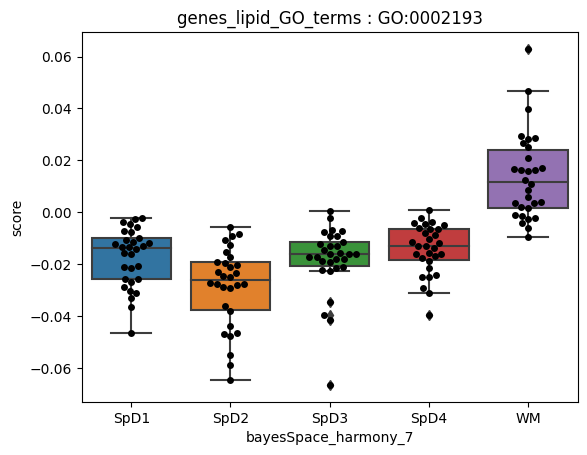 genes_lipid_GO_terms : GO:0002193
0.06
0.04
0.02
0.00
−0.02
−0.04
−0.06
score
SpD1 SpD2 SpD3 SpD4 WM
bayesSpace_harmony_7